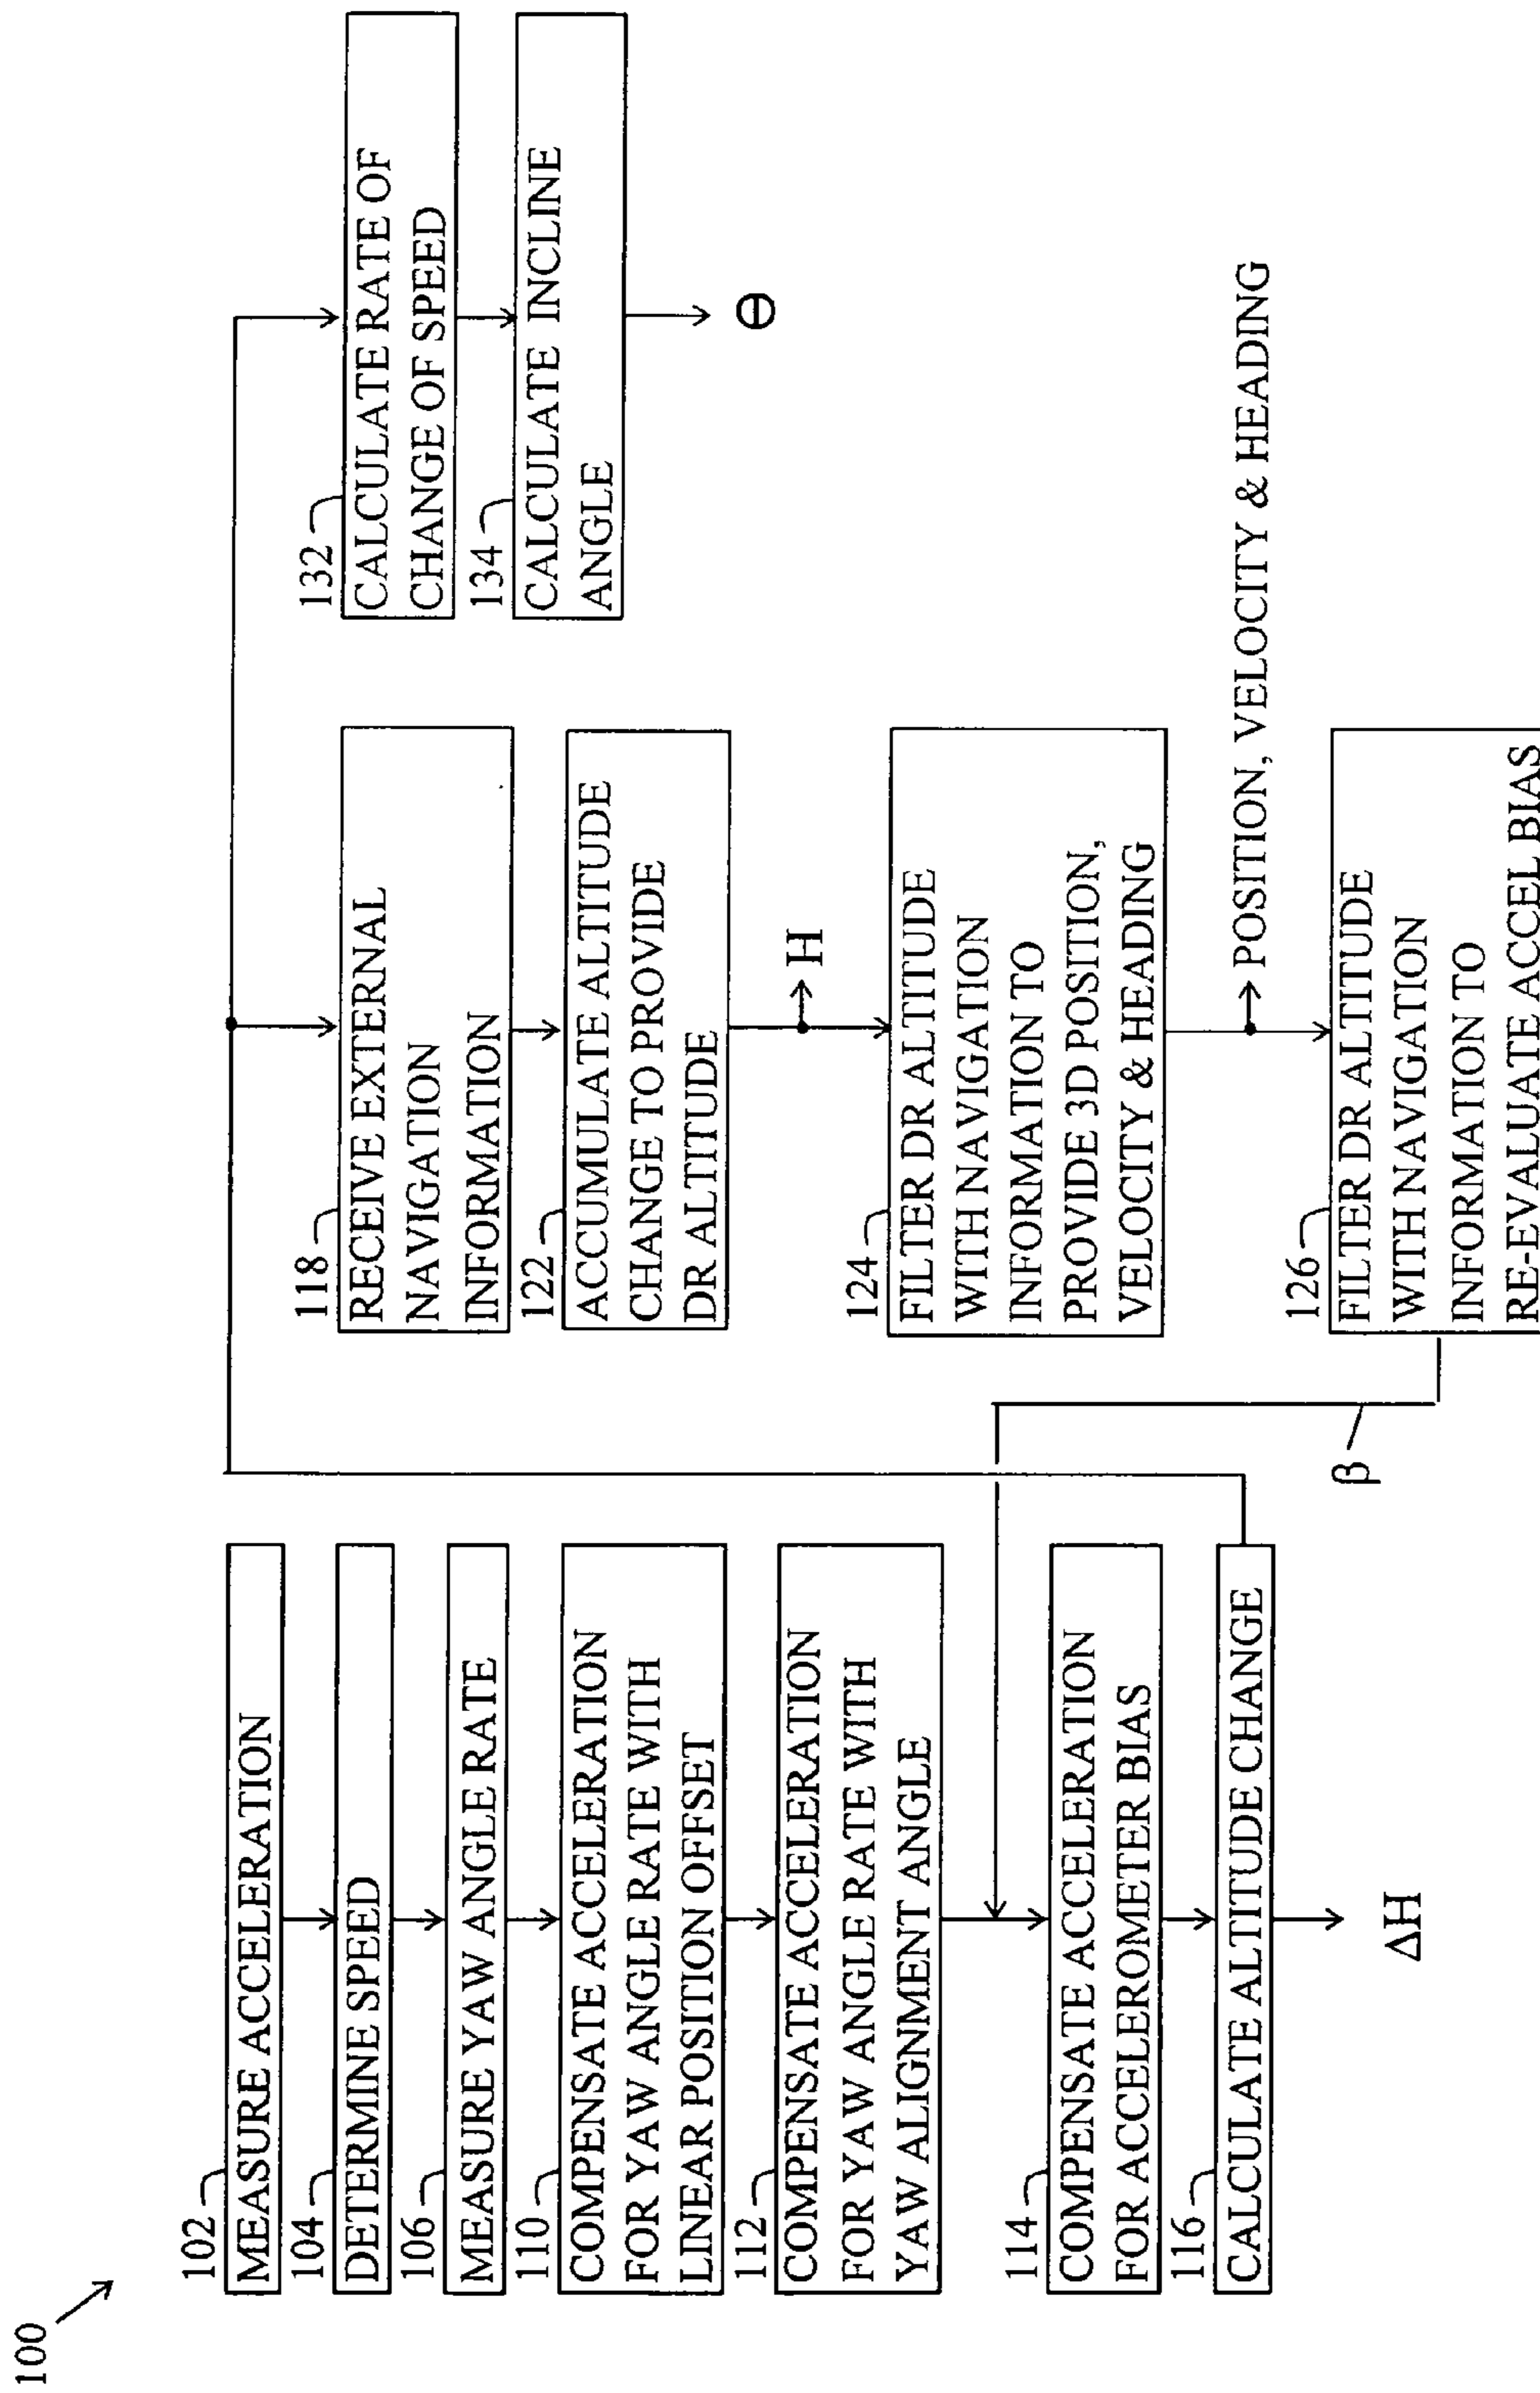 100
102
MEASURE ACCELERATION
104
DETERMINE SPEED
106
MEASURE YAW ANGLE RATE
110
COMPENSATE ACCELERATION
FOR YAW ANGLE RATE WITH
LINEAR POSITION OFFSET
112
COMPENSATE ACCELERATION
FOR YAW ANGLE RATE WITH
YAW ALIGNMENT ANGLE
114
COMPENSATE ACCELERATION
FOR ACCELEROMETER BIAS
116
CALCULATE ALTITUDE CHANGE
ΔH
118
RECEIVE EXTERNAL
NAVIGATION
INFORMATION
122
ACCUMULATE ALTITUDE
CHANGE TO PROVIDE
DR ALTITUDE
H
124
FILTER DR ALTITUDE
WITH NAVIGATION
INFORMATION TO
PROVIDE 3D POSITION,
VELOCITY & HEADING
POSITION, VELOCITY & HEADING
126
FILTER DR ALTITUDE
WITH NAVIGATION
INFORMATION TO
RE-EVALUATE ACCEL BIAS
β
132
CALCULATE RATE OF
CHANGE OF SPEED
134
CALCULATE INCLINE
ANGLE
Θ